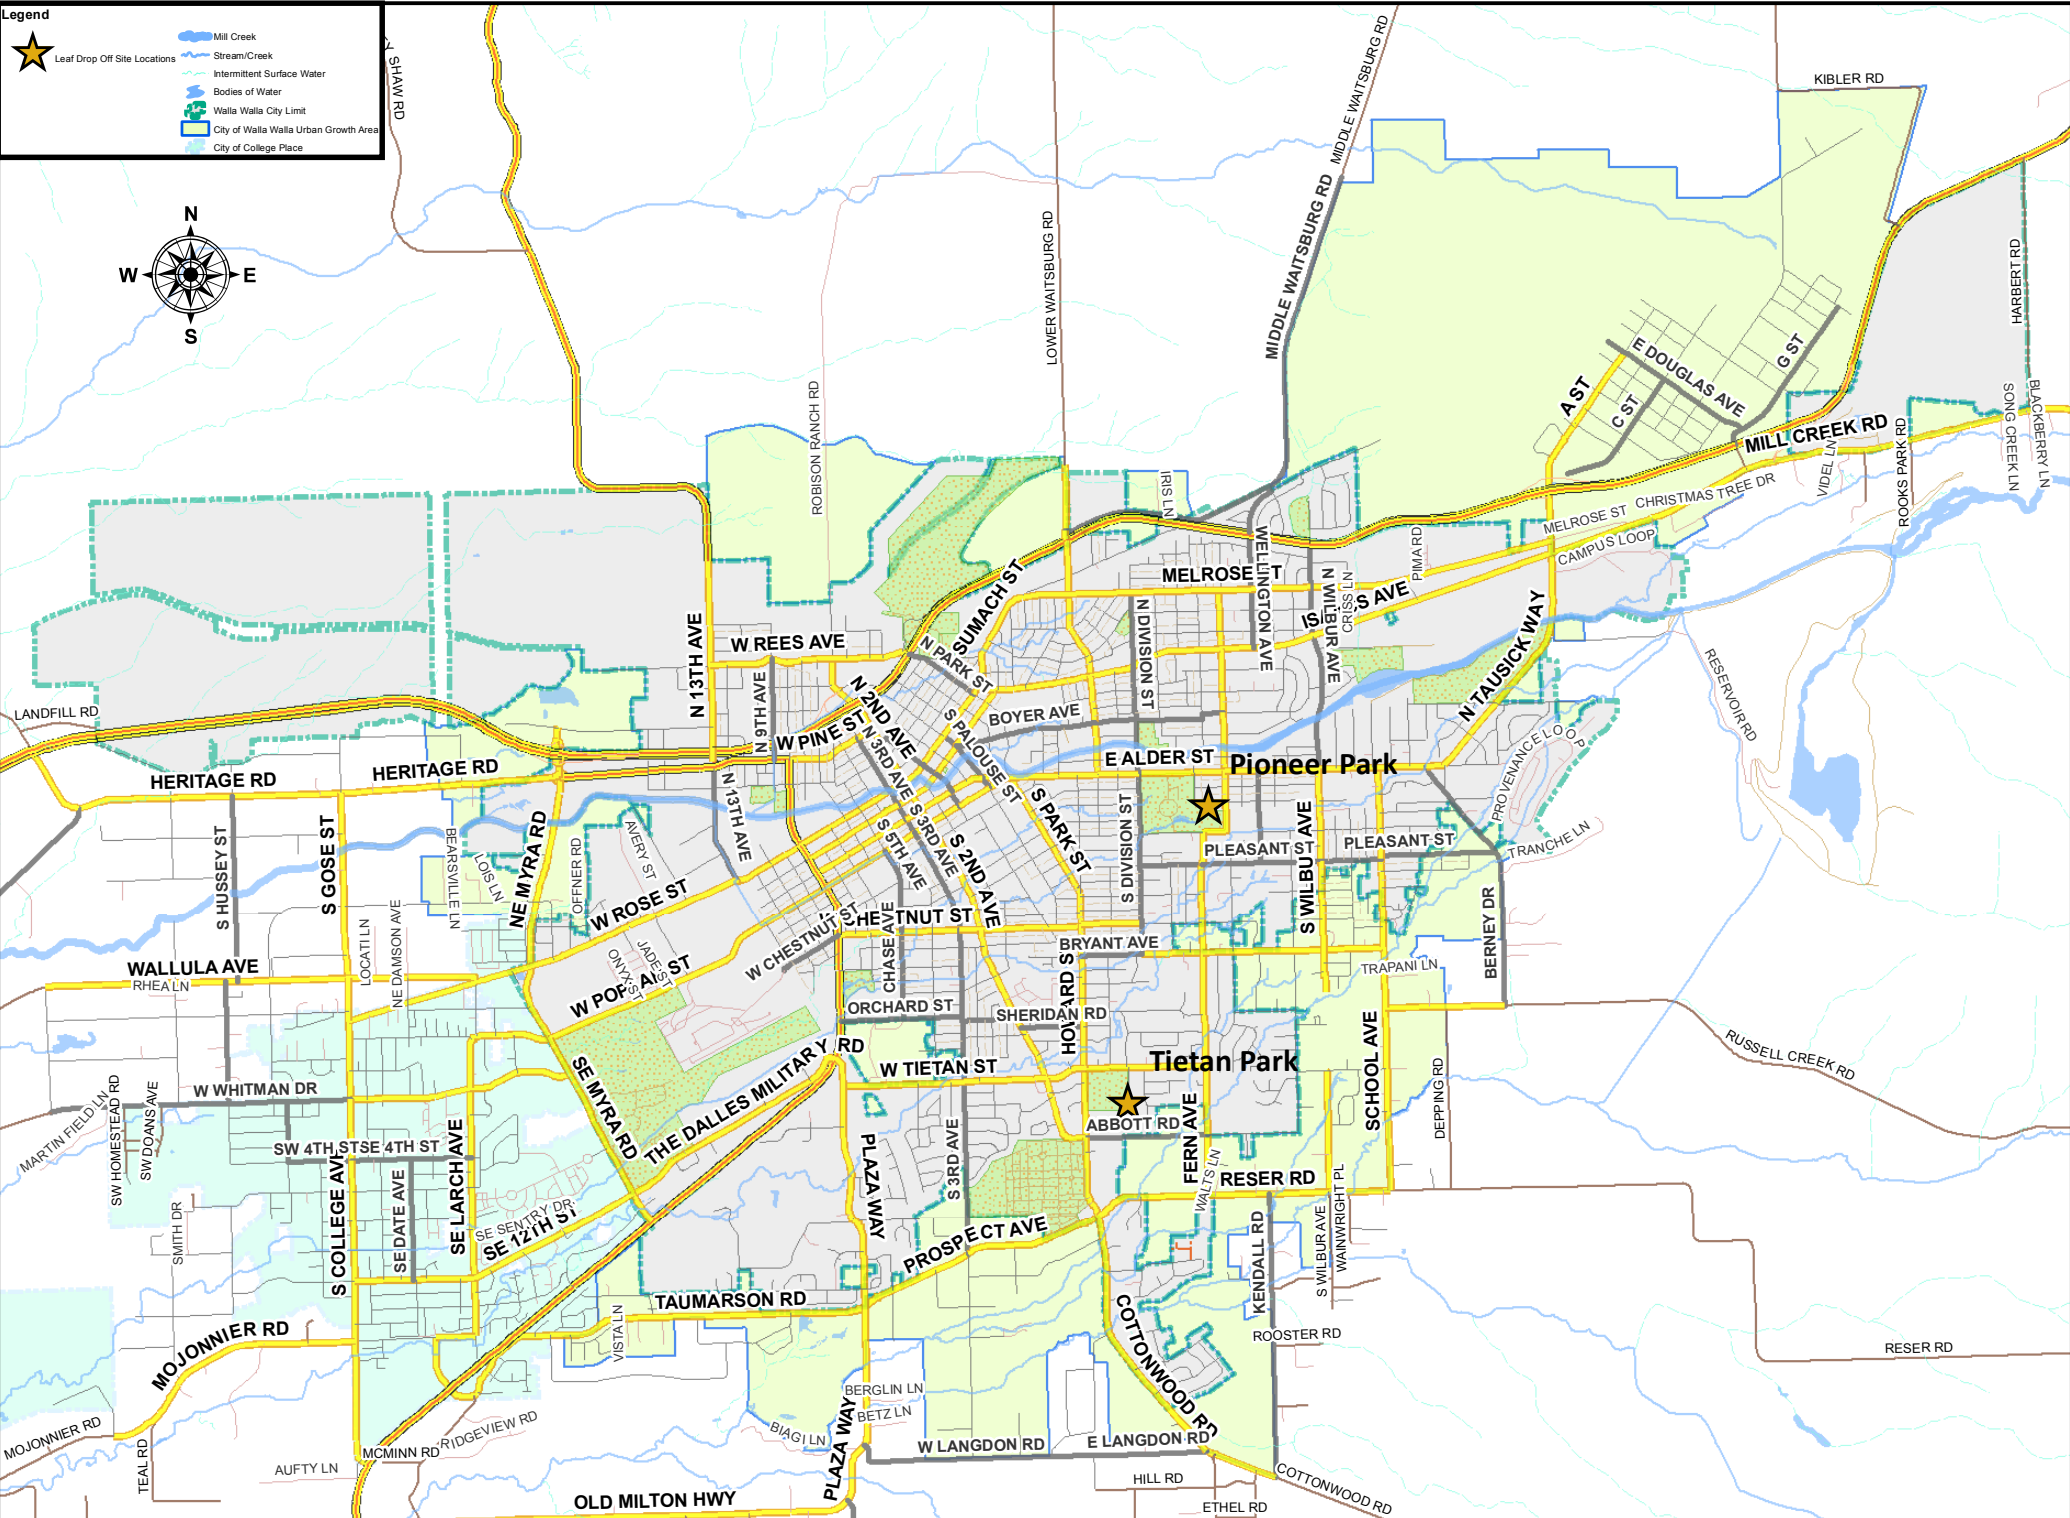 Legend
Leaf Drop Off Site Locations
Mill Creek
Stream/Creek
Intermittent Surface Water
Bodies of Water
Walla Walla City Limit
City of Walla Walla Urban Growth Area
City of College Place
N
W
E
S
SHAW RD
MIDDLE WAITSBURG RD
KIBLER RD
LOWER WAITSBURG RD
MIDDLE WAITSBURG RD
HARBERT RD
ROBISON RANCH RD
E DOUGLAS AVE
G ST
A ST
C ST
MILL CREEK RD
VIDEL LN
ROOKS PARK RD
SONG CREEK LN
BLACKBERRY LN
IRIS LN
MELROSE ST
CHRISTMAS TREE DR
CAMPUS LOOP
PIMA RD
WELLINGTON AVE
MELROSE ST
N WILBUR AVE
CRISS LN
SUMACH ST
N DIVISION ST
N TAUSICK WAY
RESERVOIR RD
N 13TH AVE
W REES AVE
N PARK ST
N 9TH AVE
N 2ND AVE
W PINE ST
N 3RD AVE
S PALOUSE ST
BOYER AVE
E ALDER ST
Pioneer Park
PROVENANCE LOOP
LANDFILL RD
HERITAGE RD
HERITAGE RD
N 13TH AVE
S HUSSEY ST
S GOSE ST
BEARSVILLE LN
LOIS LN
NE MYRA RD
OFFNER RD
AVERY ST
S 5TH AVE
S 3RD AVE
S 2ND AVE
S PARK ST
S DIVISION ST
PLEASANT ST
PLEASANT ST
TRANCHE LN
BERNEY DR
W ROSE ST
CHASE AVE
W CHESTNUT ST
BRYANT AVE
TRAPANI LN
LOCATI LN
NE DAMSON AVE
WALLULA AVE
RHEA LN
ONYX ST
JADE ST
ORCHARD ST
SHERIDAN RD
SCHOOL AVE
DEPPING RD
RUSSELL CREEK RD
Tietan Park
W TIETAN ST
THE DALLES MILITARY RD
SE MYRA RD
W WHITMAN DR
MARTIN FIELD LN
SW HOMESTEAD RD
SW DOANS AVE
SW 4TH ST
SE 4TH ST
SMITH DR
S COLLEGE AVE
SE DATE AVE
SE LARCH AVE
SE SENTRY DR
SE 12TH ST
PLAZA WAY
S 3RD AVE
ABBOTT RD
FERN AVE
WALTS LN
RESER RD
PROSPECT AVE
KENDALL RD
S WILBUR AVE
WAINWRIGHT PL
ROOSTER RD
RESER RD
TAUMARSON RD
VISTA LN
COTTONWOOD RD
MOJONNIER RD
MOJONNIER RD
TEAL RD
MCMINN RD
RIDGEVIEW RD
AUFTY LN
BERGLIN LN
BETZ LN
BIAGI LN
PLAZA WAY
W LANGDON RD
E LANGDON RD
HILL RD
ETHEL RD
COTTONWOOD RD
OLD MILTON HWY